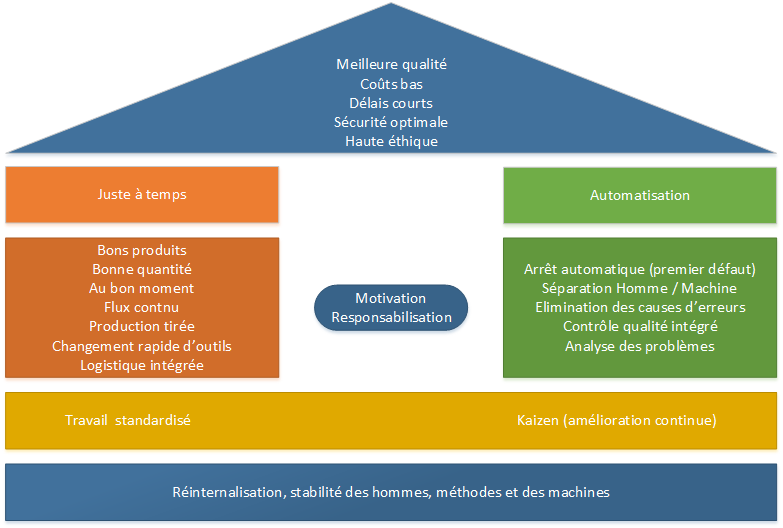 Meilleure qualité
Coûts bas
Délais courts
Sécurité optimale
Haute éthique
Juste à temps
Automatisation
Bons produits
Bonne quantité
Au bon moment
Flux contnu
Production tirée
Changement rapide d'outils
Logistique intégrée
Motivation
Responsabilisation
Arrêt automatique (premier défaut)
Séparation Homme / Machine
Elimination des causes d'erreurs
Contrôle qualité intégré
Analyse des problèmes
Travail standardisé
Kaizen (amélioration continue)
Réinternalisation, stabilité des hommes, méthodes et des machines